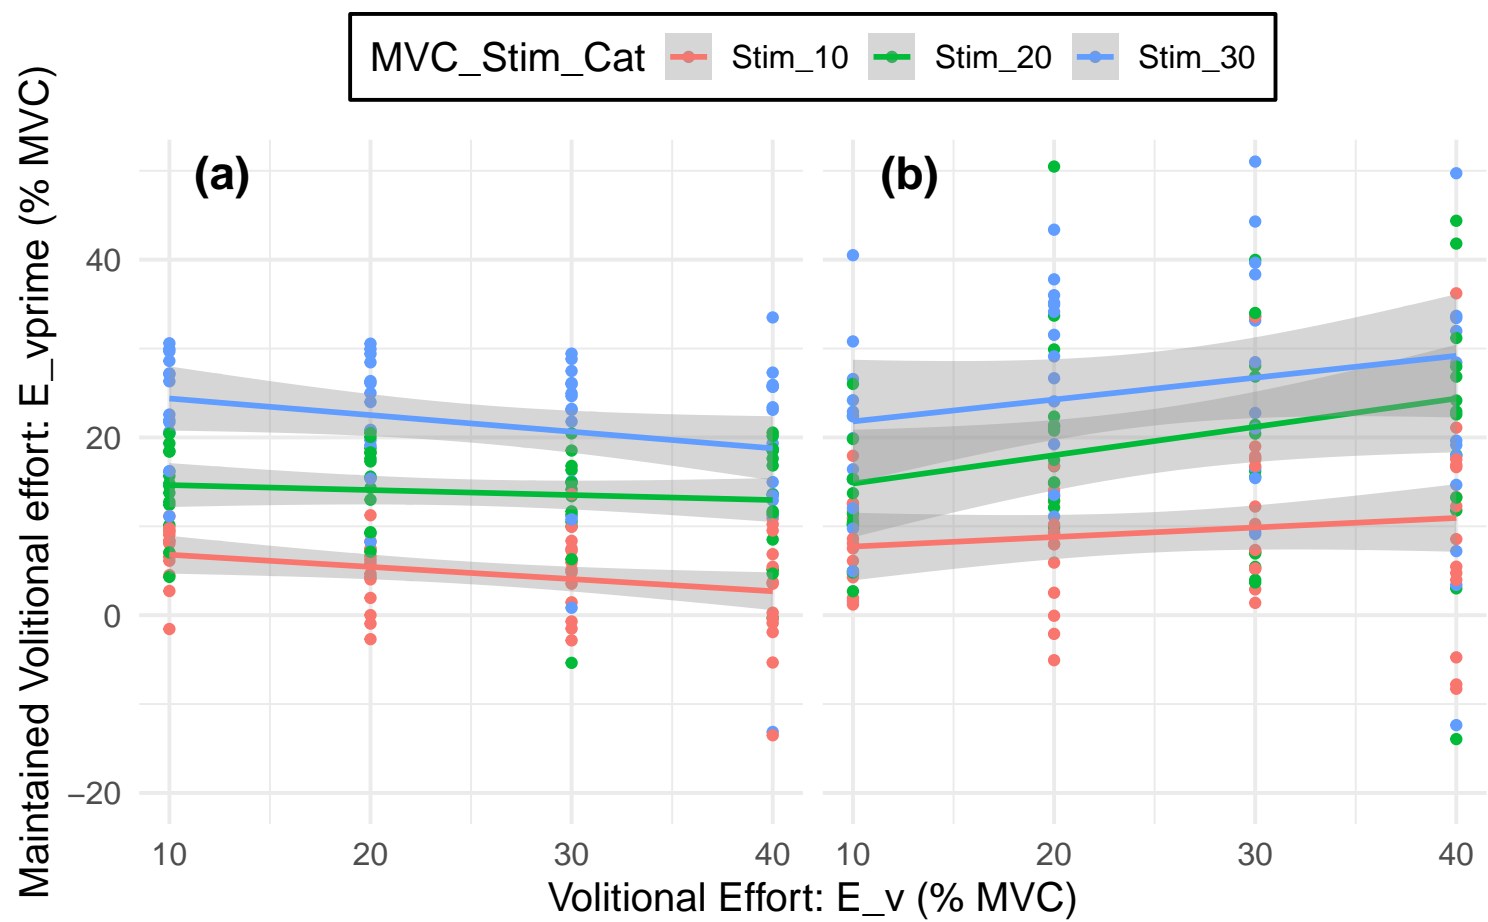 MVC_Stim_Cat Stim_10 Stim_20 Stim_30
Maintained Volitional effort: E_vprime (% MVC)
(a) (b)
40
20
0
−20
10 20 30 40 10 20 30 40
Volitional Effort: E_v (% MVC)